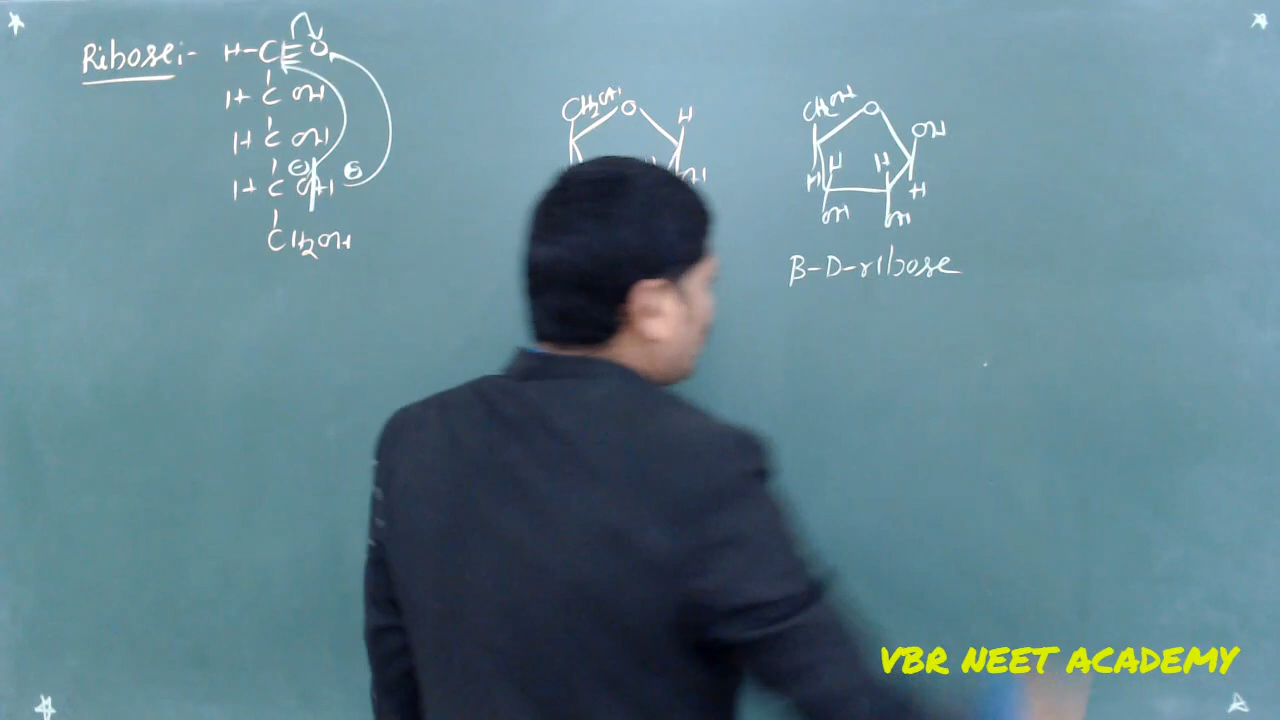 Ribose:-
H-C=O
H C OH
H C OH
H C OH
CH2OH
CH2OH O H
CH2OH O OH
H H H H
OH OH
β-D-ribose
VBR NEET ACADEMY